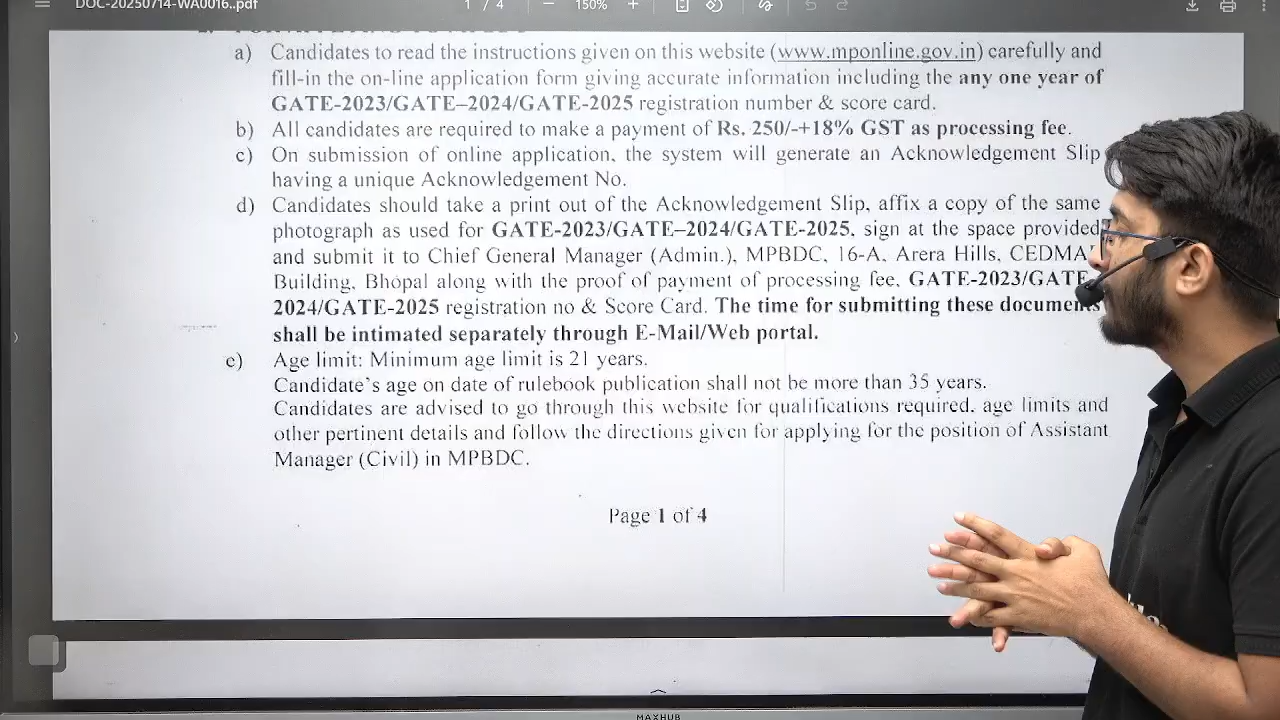 DOC-20250714-WA0016..pdf
1 / 4
150%
a) Candidates to read the instructions given on this website (www.mponline.gov.in) carefully and
fill-in the on-line application form giving accurate information including the any one year of
GATE-2023/GATE–2024/GATE-2025 registration number & score card.
b) All candidates are required to make a payment of Rs. 250/-+18% GST as processing fee.
c) On submission of online application, the system will generate an Acknowledgement Slip
having a unique Acknowledgement No.
d) Candidates should take a print out of the Acknowledgement Slip, affix a copy of the same
photograph as used for GATE-2023/GATE–2024/GATE-2025, sign at the space provided
and submit it to Chief General Manager (Admin.), MPBDC, 16-A, Arera Hills,
Building, Bhopal along with the proof of payment of processing fee, GATE-2023/GATE-
2024/GATE-2025 registration no & Score Card. The time for submitting these documents
shall be intimated separately through E-Mail/Web portal.
e) Age limit: Minimum age limit is 21 years.
Candidate's age on date of rulebook publication shall not be more than 35 years.
Candidates are advised to go through this website for qualifications required, age limits and
other pertinent details and follow the directions given for applying for the position of Assistant
Manager (Civil) in MPBDC.
Page 1 of 4
MAXHUB